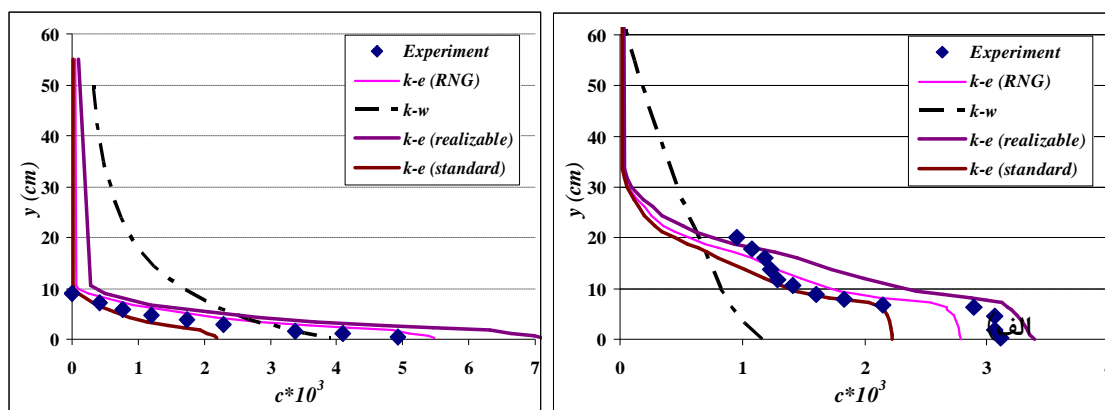 60
50
40
30
20
10
0
y (cm)
0 1 2 3 4 5 6 7
c*10³
Experiment
k-e (RNG)
k-w
k-e (realizable)
k-e (standard)
60
50
40
30
20
10
0
y (cm)
0 1 2 3
c*10³
Experiment
k-e (RNG)
k-w
k-e (realizable)
k-e (standard)